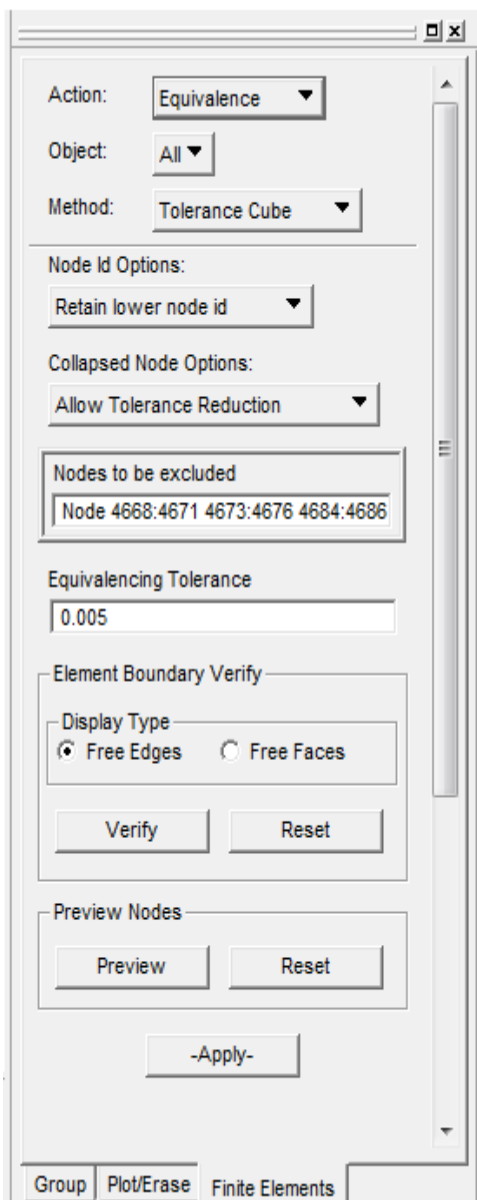 Action: Equivalence
Object: All
Method: Tolerance Cube
Node Id Options:
Retain lower node id
Collapsed Node Options:
Allow Tolerance Reduction
Nodes to be excluded
Node 4668:4671 4673:4676 4684:4686
Equivalencing Tolerance
0.005
Element Boundary Verify
Display Type
Free Edges Free Faces
Verify Reset
Preview Nodes
Preview Reset
-Apply-
Group Plot/Erase Finite Elements